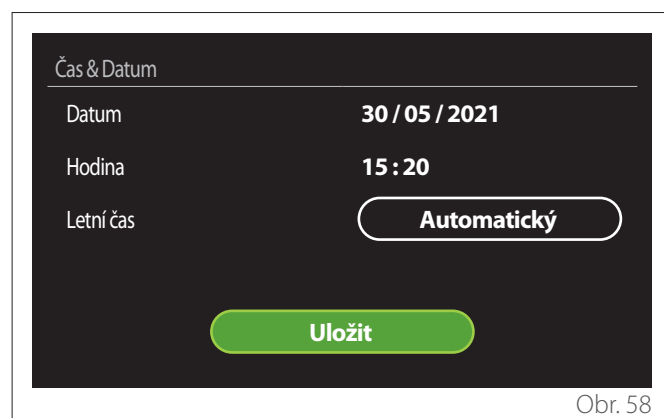 Čas & Datum
Datum 30 / 05 / 2021
Hodina 15 : 20
Letní čas Automatický
Uložit
Obr. 58